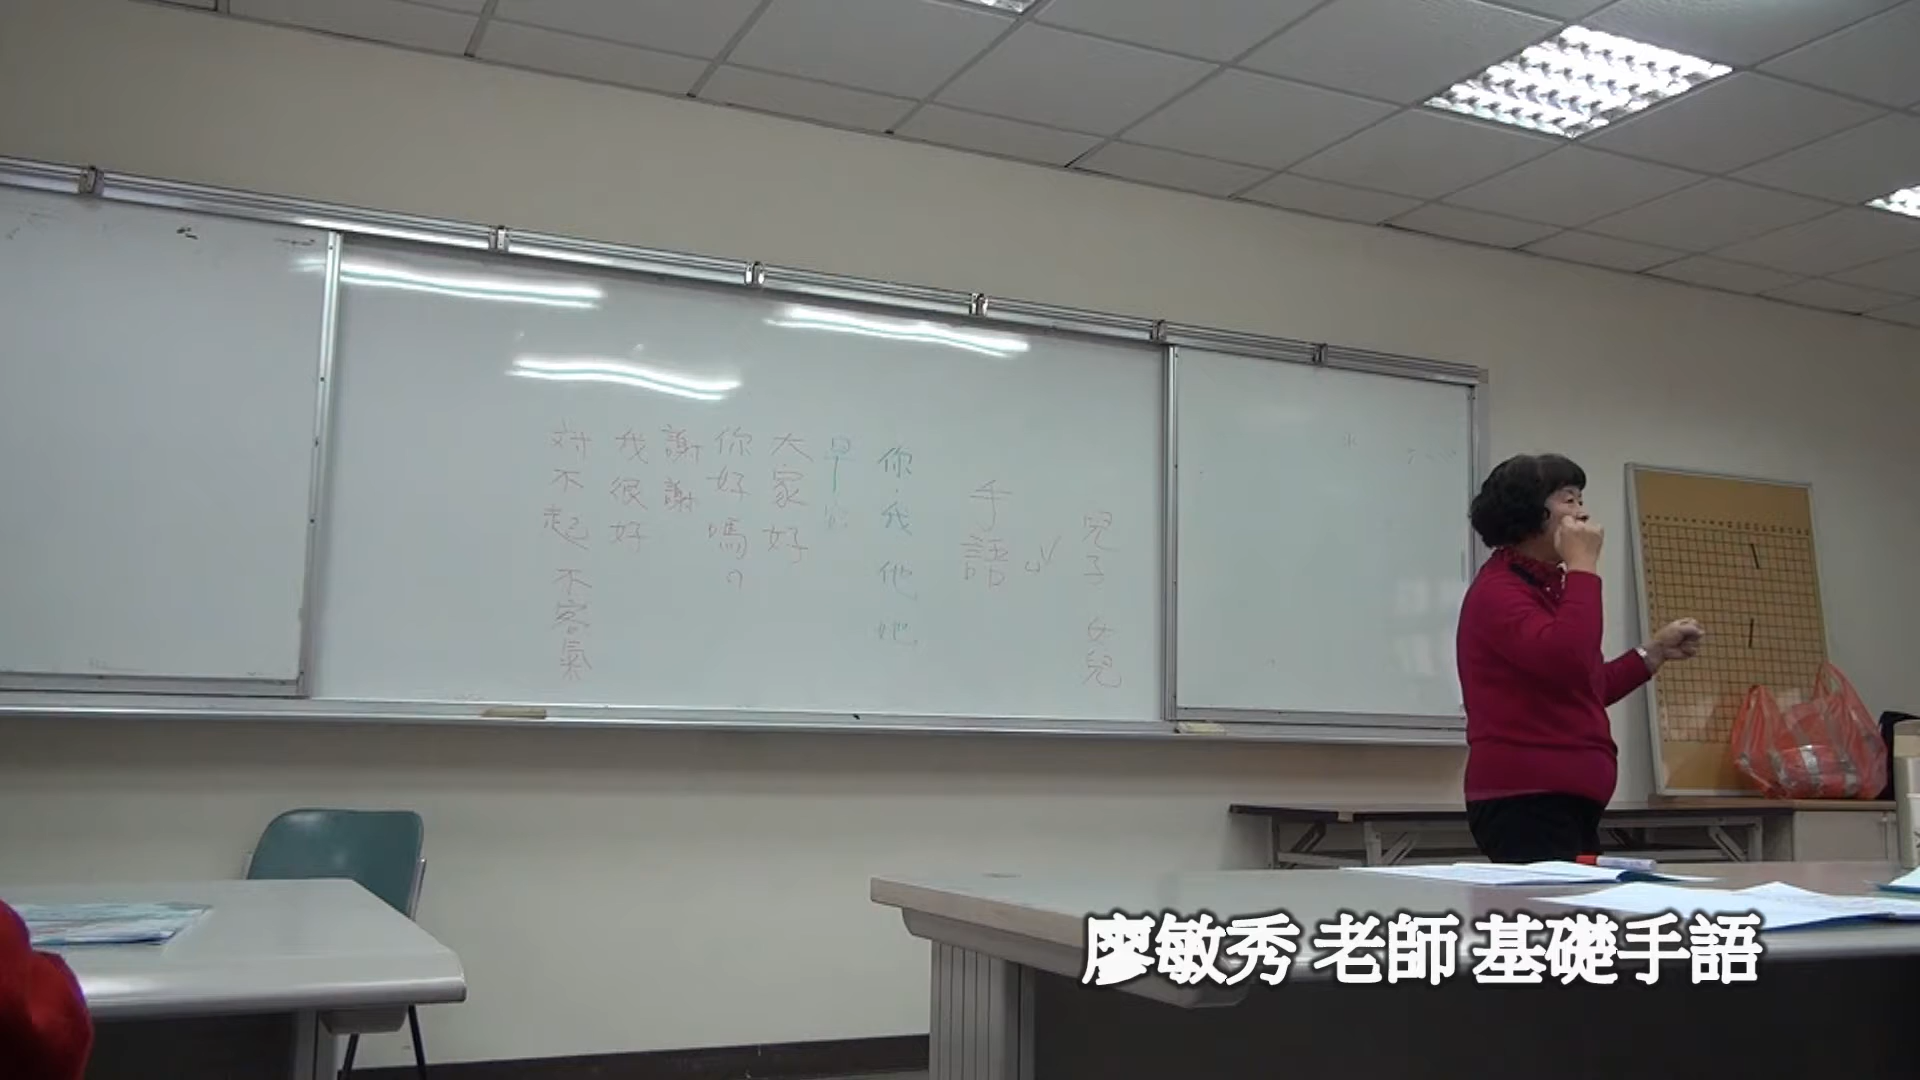 兒子 女兒
手語
你.我 他 她
早
大家好
你好嗎?
謝謝
我很好
対不起 不客氣
廖敏秀 老師 基礎手語